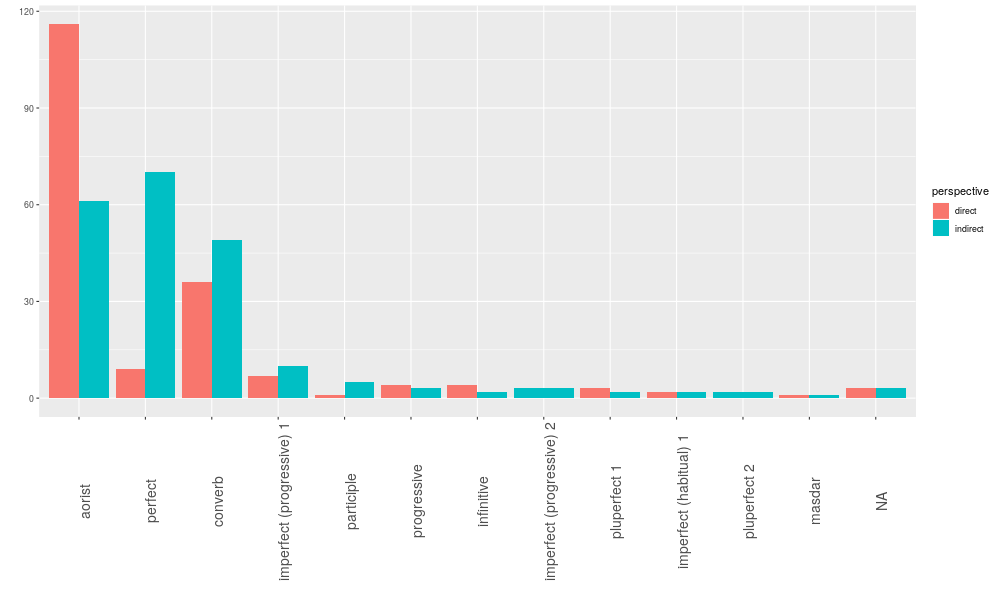 120
90
60
30
0
aorist
perfect
converb
imperfect (progressive) 1
participle
progressive
infinitive
imperfect (progressive) 2
pluperfect 1
imperfect (habitual) 1
pluperfect 2
masdar
NA
perspective
direct
indirect